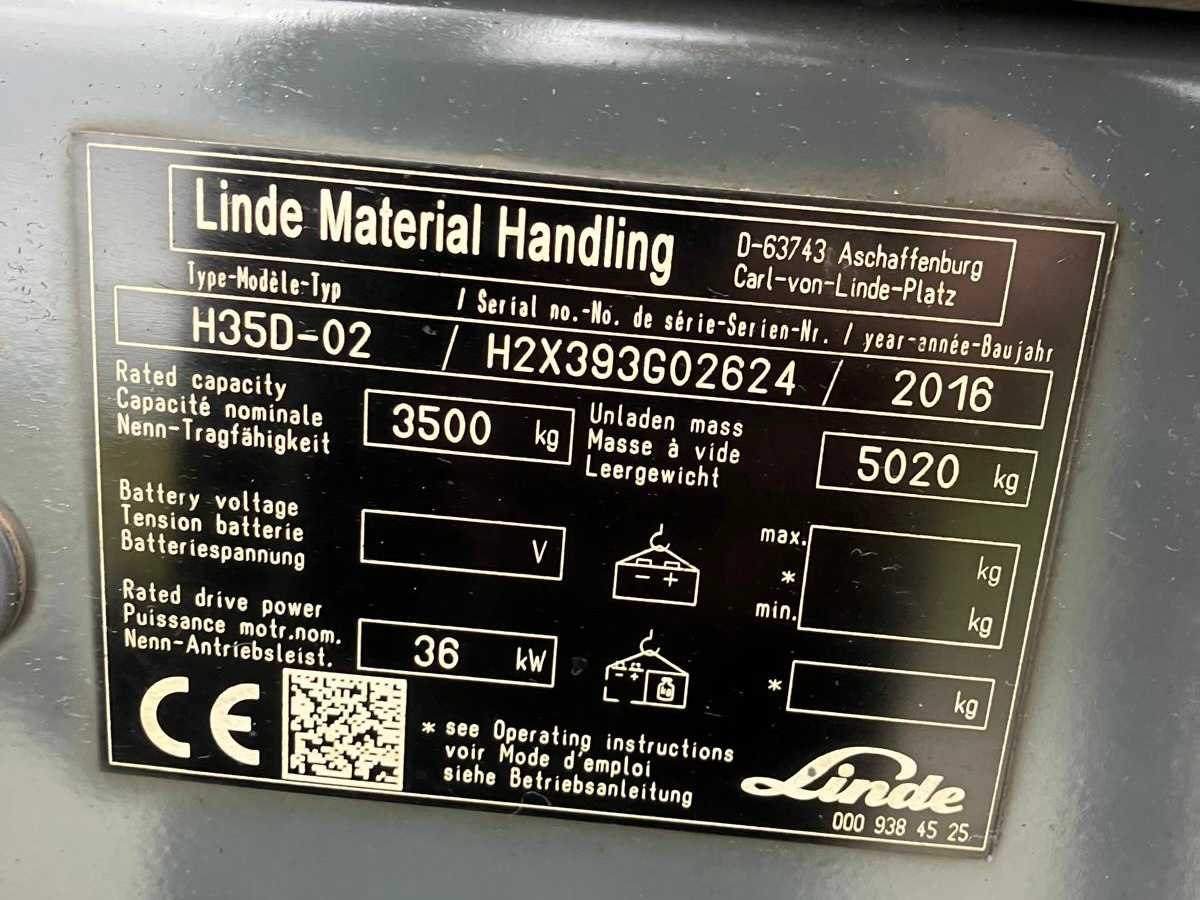 Linde Material Handling
D-63743 Aschaffenburg
Carl-von-Linde-Platz
Type-Modèle-Typ / Serial no.-No. de série-Serien-Nr. / year-année-Baujahr
H35D-02 / H2X393G02624 / 2016
Rated capacity
Capacité nominale
Nenn-Tragfähigkeit
3500 kg
Unladen mass
Masse à vide
Leergewicht
5020 kg
Battery voltage
Tension batterie
Batteriespannung
V
- +
max. kg
*
min. kg
Rated drive power
Puissance motr.nom.
Nenn-Antriebsleist.
36 kW
- +
kg
* kg
CE
* see Operating instructions
voir Mode d'emploi
siehe Betriebsanleitung
Linde
000 938 45 25